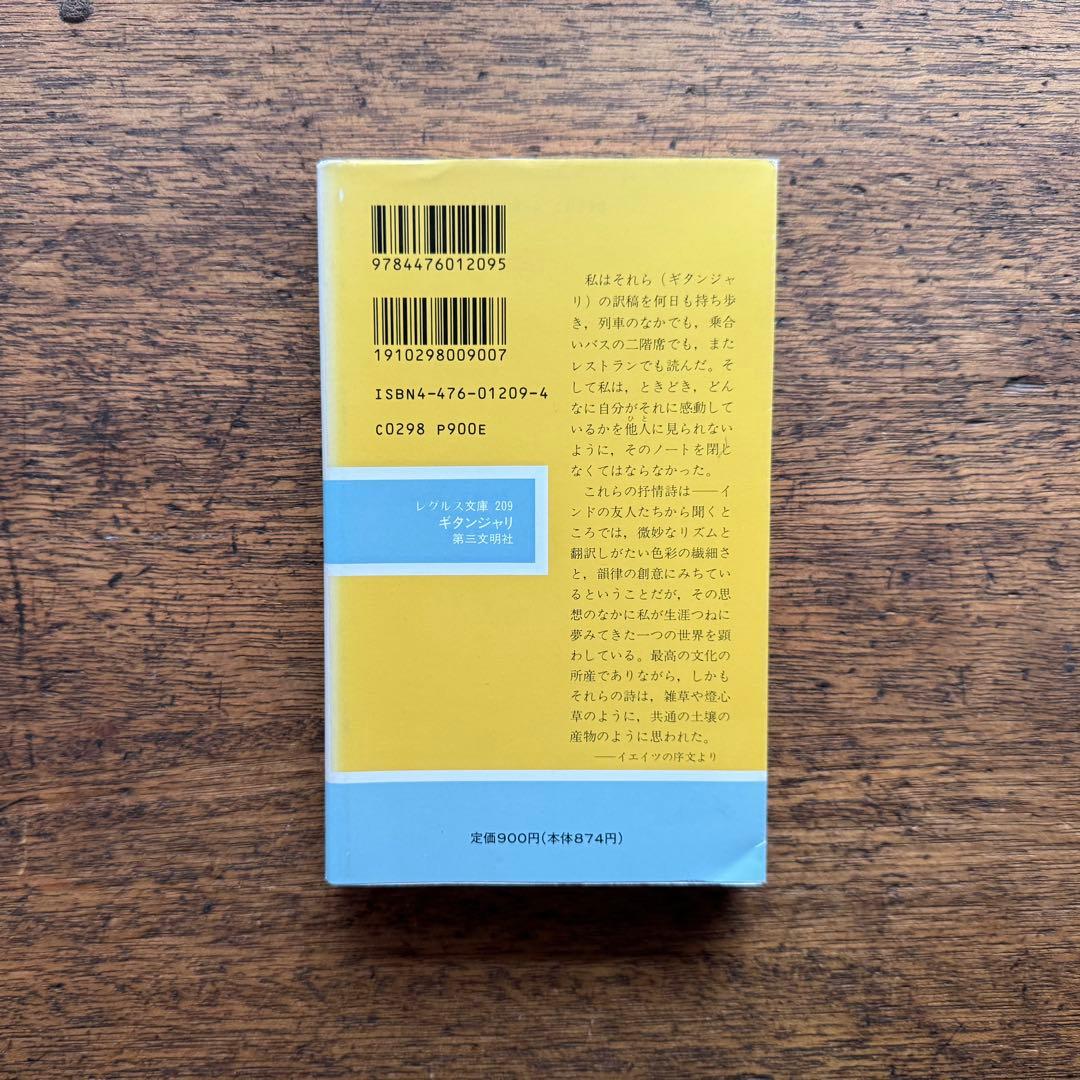 9784476012095
1910298009007
ISBN4-476-01209-4
C0298 P900E
レグルス文庫 209
ギタンジャリ
第三文明社
私はそれら（ギタンジャ
リ）の訳稿を何日も持ち歩
き，列車のなかでも，乗合
いバスの二階席でも，また
レストランでも読んだ。そ
して私は，ときどき，どん
なに自分がそれに感動して
ひと
いるかを他人に見られない
ように，そのノートを閉じ
なくてはならなかった。
これらの抒情詩は――イ
ンドの友人たちから聞くと
ころでは，微妙なリズムと
翻訳しがたい色彩の繊細さ
と，韻律の創意にみちてい
るということだが，その思
想のなかに私が生涯つねに
夢みてきた一つの世界を顕
わしている。最高の文化の
所産でありながら，しかも
それらの詩は，雑草や燈心
草のように，共通の土壌の
産物のように思われた。
――イエイツの序文より
定価900円(本体874円)